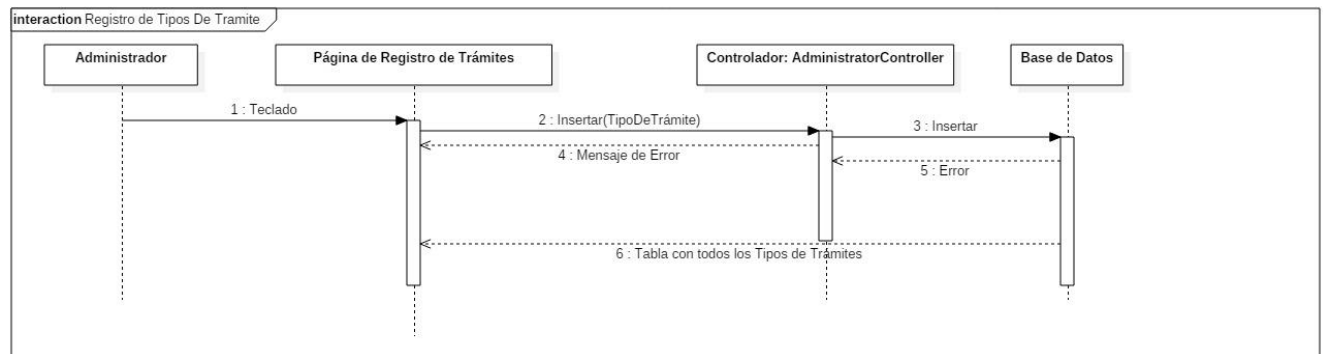 interaction Registro de Tipos De Tramite
Administrador
Página de Registro de Trámites
Controlador: AdministratorController
Base de Datos
1 : Teclado
2 : Insertar(TipoDeTrámite)
3 : Insertar
4 : Mensaje de Error
5 : Error
6 : Tabla con todos los Tipos de Trámites